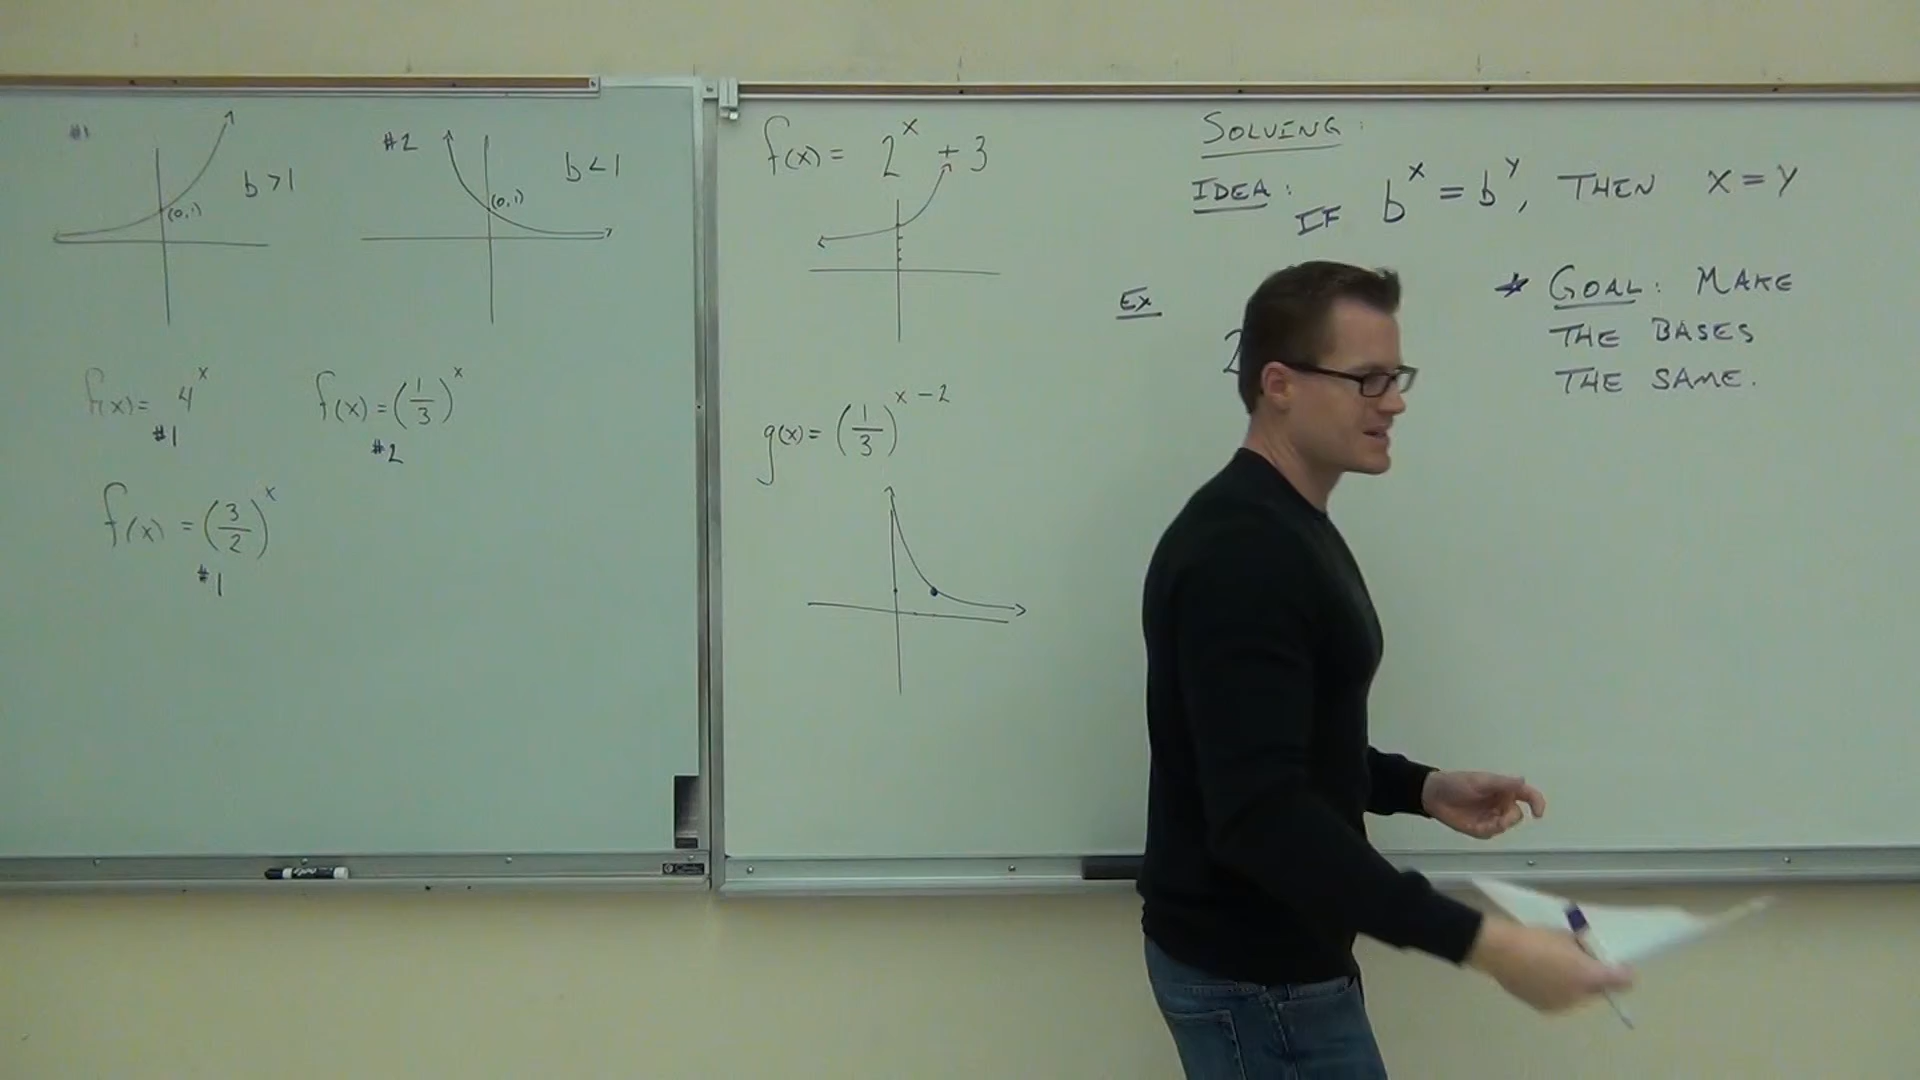 #1
b > 1
(0,1)
#2
b < 1
(0,1)
f(x) = 4^x
#1
f(x) = (1/3)^x
#2
f(x) = (3/2)^x
#1
f(x) = 2^x + 3
g(x) = (1/3)^(x - 2)
SOLVING:
IDEA: IF b^x = b^y, THEN x = y
Ex
2
* GOAL: MAKE
THE BASES
THE SAME.